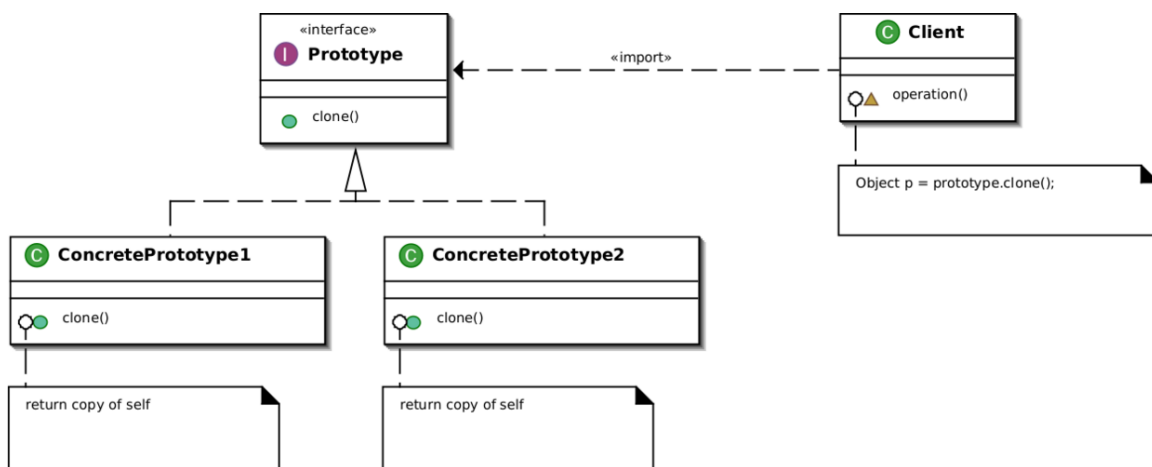 «interface»
I Prototype
clone()
«import»
C Client
operation()
Object p = prototype.clone();
C ConcretePrototype1
clone()
return copy of self
C ConcretePrototype2
clone()
return copy of self